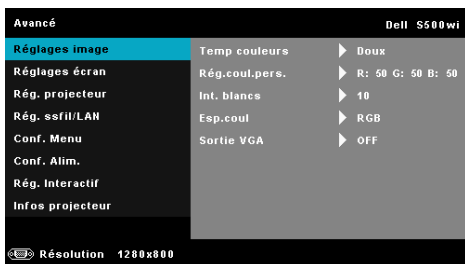 Avancé Dell S500wi
Réglages image
Réglages écran
Rég. projecteur
Rég. ssfil/LAN
Conf. Menu
Conf. Alim.
Rég. Interactif
Infos projecteur
Temp couleurs Doux
Rég.coul.pers. R: 50 G: 50 B: 50
Int. blancs 10
Esp.coul RGB
Sortie VGA OFF
Résolution 1280x800